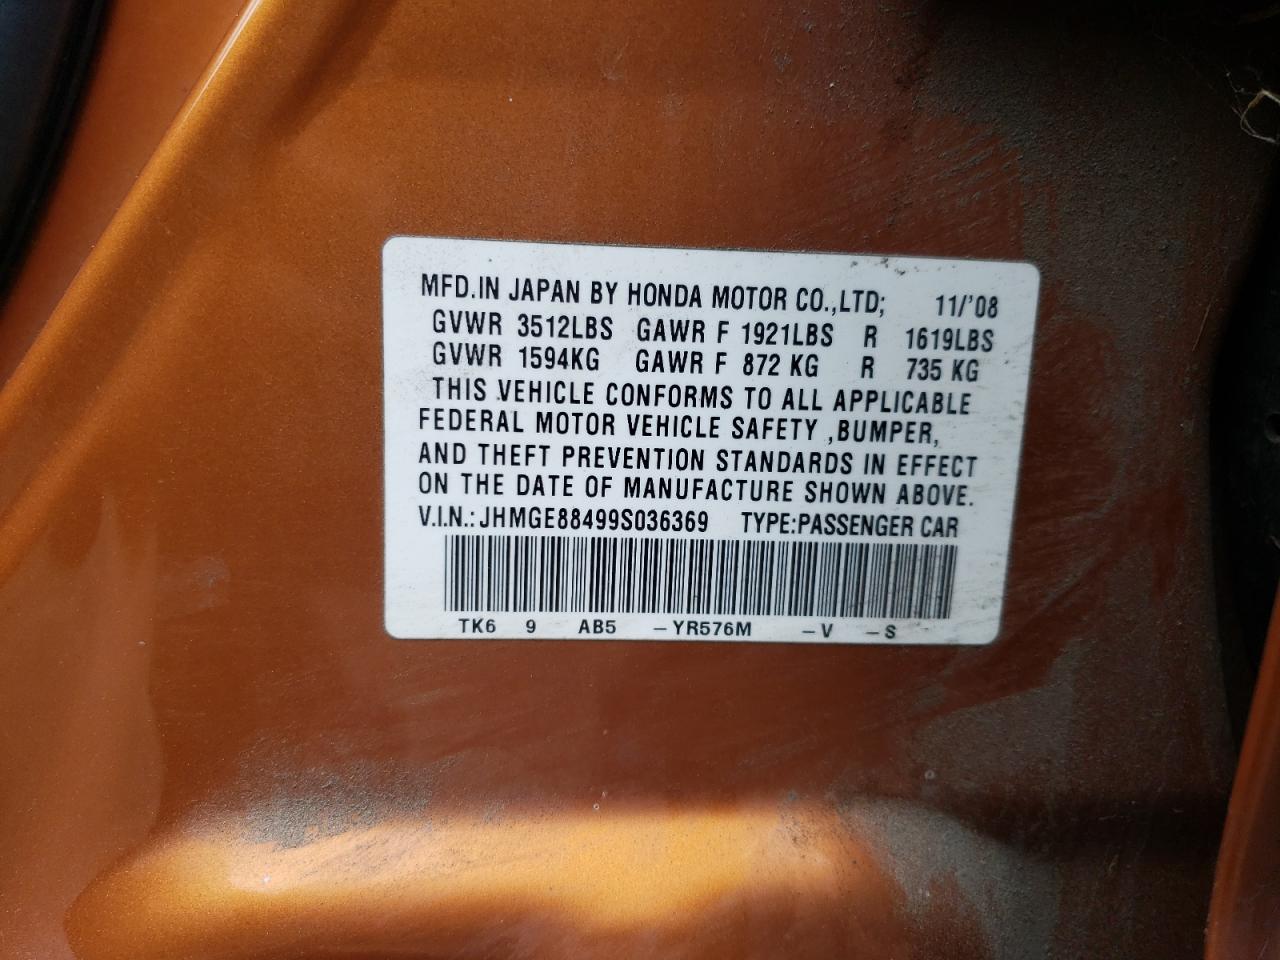 MFD.IN JAPAN BY HONDA MOTOR CO.,LTD; 11/'08
GVWR 3512LBS GAWR F 1921LBS R 1619LBS
GVWR 1594KG GAWR F 872 KG R 735 KG
THIS VEHICLE CONFORMS TO ALL APPLICABLE
FEDERAL MOTOR VEHICLE SAFETY ,BUMPER,
AND THEFT PREVENTION STANDARDS IN EFFECT
ON THE DATE OF MANUFACTURE SHOWN ABOVE.
V.I.N.: JHMGE88499S036369 TYPE:PASSENGER CAR
TK6 9 AB5 –YR576M –V –S